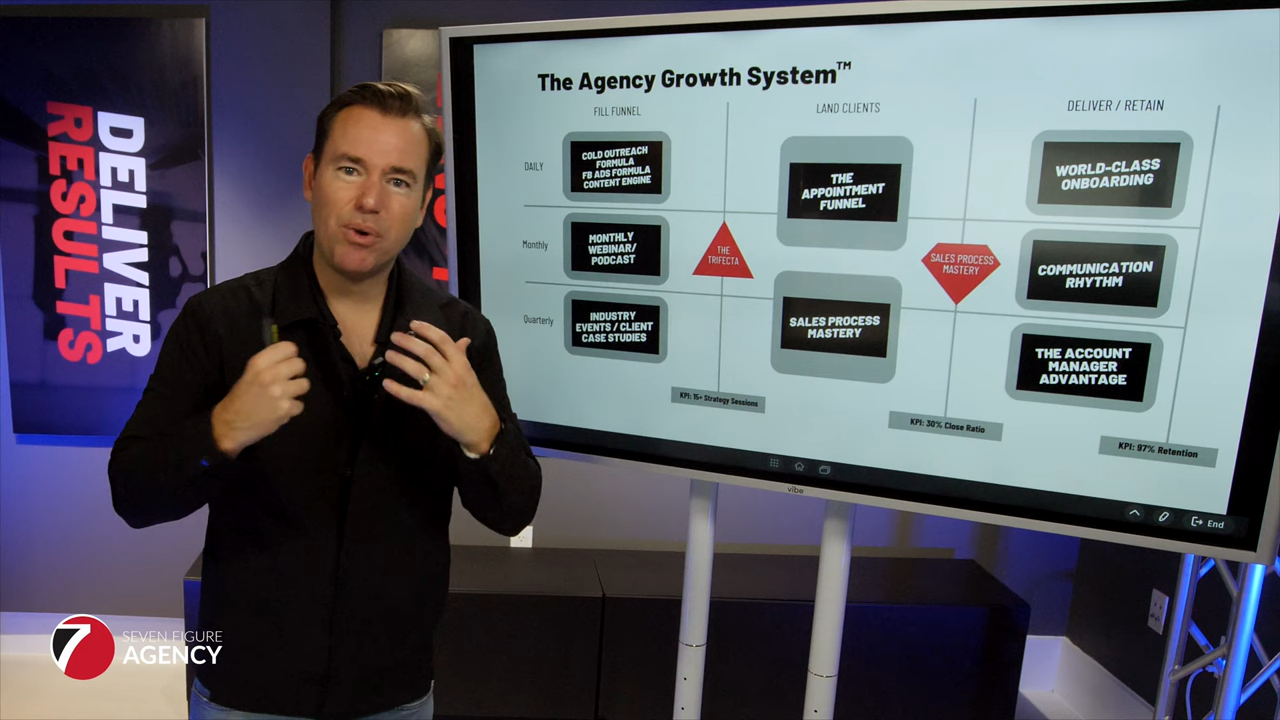 DELIVER
RESULTS
The Agency Growth System™
FILL FUNNEL
LAND CLIENTS
DELIVER / RETAIN
DAILY
COLD OUTREACH
FORMULA
FB ADS FORMULA
CONTENT ENGINE
THE
APPOINTMENT
FUNNEL
WORLD-CLASS
ONBOARDING
Monthly
MONTHLY
WEBINAR/
PODCAST
THE
TRIFECTA
SALES PROCESS
MASTERY
COMMUNICATION
RHYTHM
Quarterly
INDUSTRY
EVENTS / CLIENT
CASE STUDIES
SALES PROCESS
MASTERY
THE ACCOUNT
MANAGER
ADVANTAGE
KPI: 15+ Strategy Sessions
KPI: 30% Close Ratio
KPI: 97% Retention
vibe
End
7
SEVEN FIGURE
AGENCY